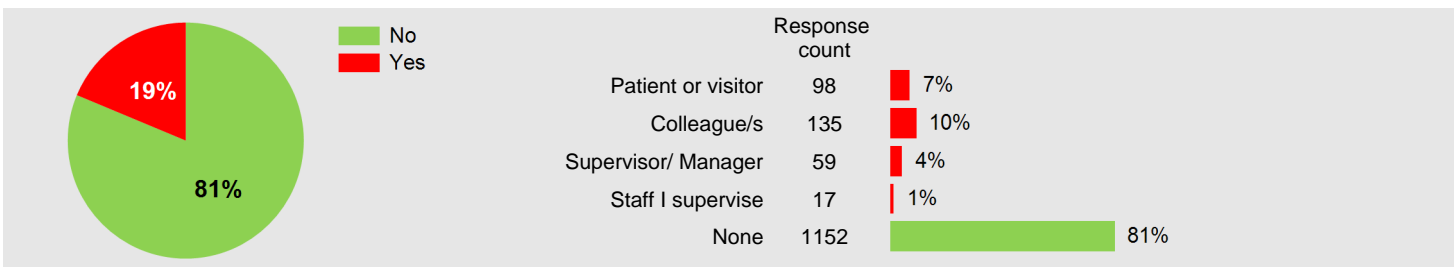 No
Yes
19%
81%
Response
count
Patient or visitor 98 7%
Colleague/s 135 10%
Supervisor/ Manager 59 4%
Staff I supervise 17 1%
None 1152 81%